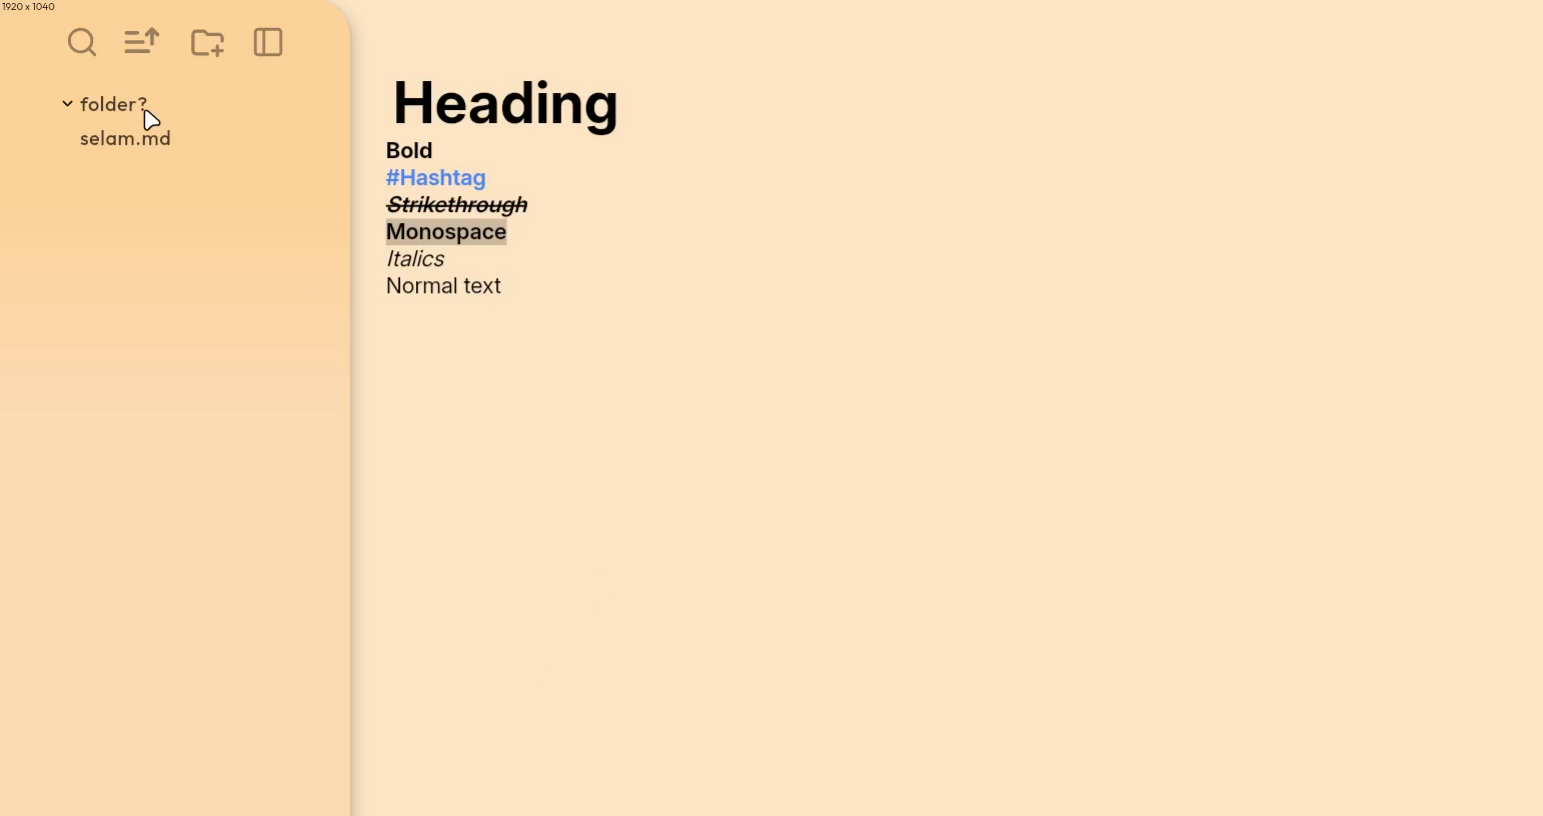 1920 x 1040
folder?
selam.md
Heading
Bold
#Hashtag
Strikethrough
Monospace
Italics
Normal text